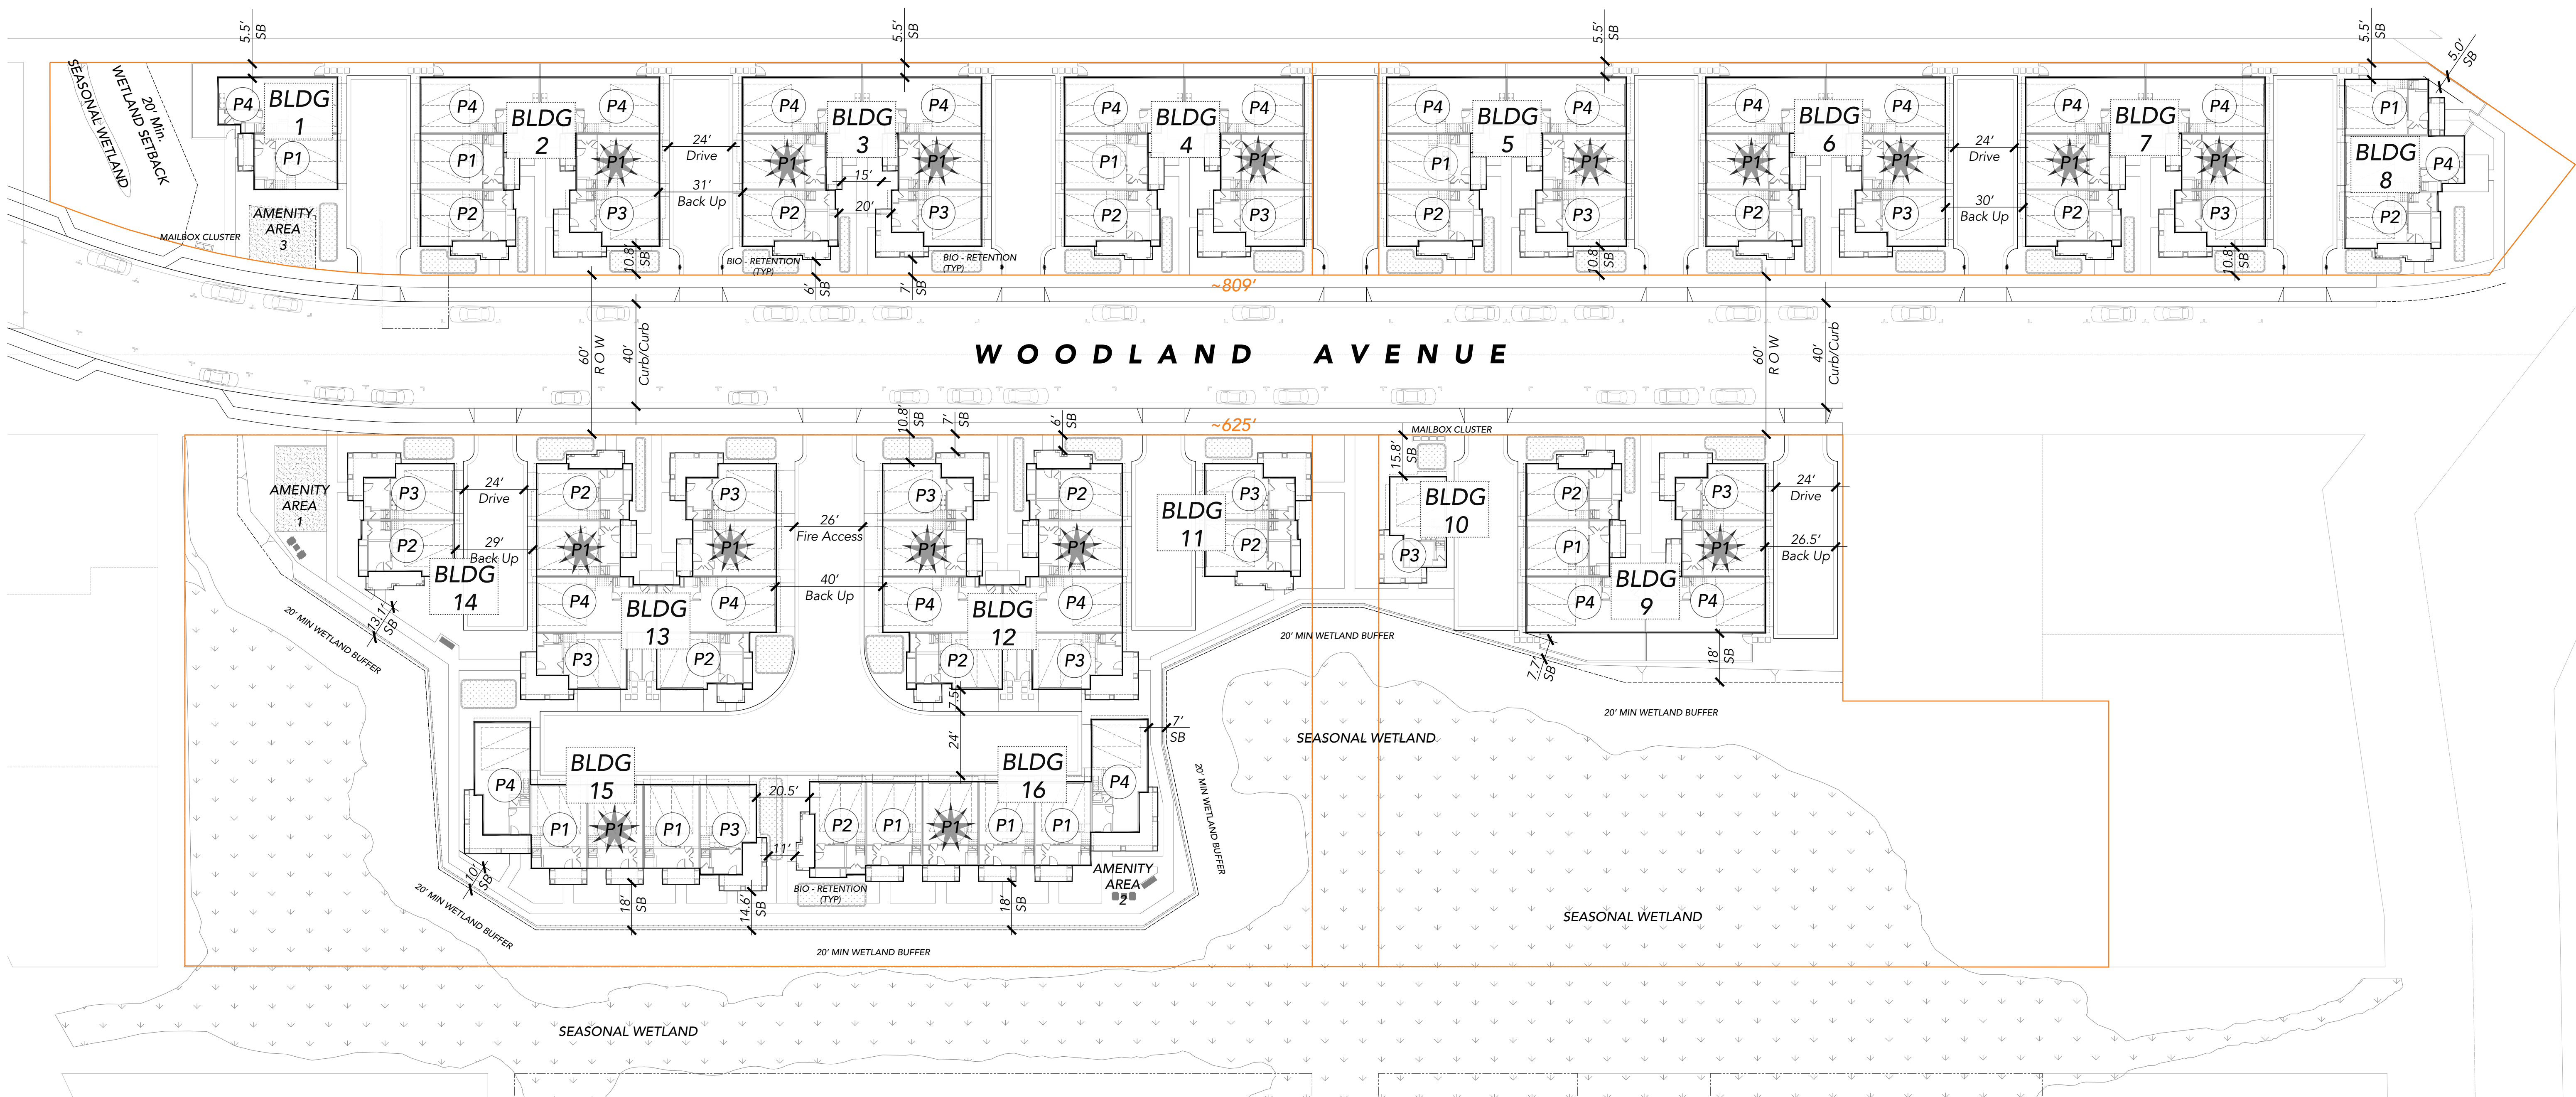 5.5'
SB
5.5'
SB
5.5'
SB
5.5'
SB
5.0'
SB
SEASONAL WETLAND
20' Min.
WETLAND SETBACK
P4
BLDG
1
P1
AMENITY
AREA
3
MAILBOX CLUSTER
P4
BLDG
2
P4
P1
P1
P2
P3
10.8'
SB
24'
Drive
31'
Back Up
P4
BLDG
3
P4
P1
P1
15'
P2
20'
P3
BIO - RETENTION
(TYP)
BIO - RETENTION
(TYP)
6'
SB
7'
SB
P4
BLDG
4
P4
P1
P1
P2
P3
P4
BLDG
5
P4
P1
P1
P2
P3
10.8'
SB
P4
BLDG
6
P4
P1
P1
P2
P3
24'
Drive
30'
Back Up
P4
BLDG
7
P4
P1
P1
P2
P3
10.8'
SB
P1
BLDG
8
P4
P2
~809'
60'
R O W
40'
Curb/Curb
WOODLAND AVENUE
60'
R O W
40'
Curb/Curb
~625'
10.8'
SB
7'
SB
6'
SB
15.8'
SB
MAILBOX CLUSTER
AMENITY
AREA
1
P3
P2
24'
Drive
29'
Back Up
BLDG
14
13.1'
SB
20' MIN WETLAND BUFFER
P2
P3
P1
P1
P4
P4
BLDG
13
P3
P2
26'
Fire Access
40'
Back Up
P3
P2
P1
P1
P4
P4
BLDG
12
P2
P3
BLDG
11
P3
P2
BLDG
10
P3
P2
P3
P1
P1
P4
P4
BLDG
9
24'
Drive
26.5'
Back Up
7.7'
SB
18'
SB
20' MIN WETLAND BUFFER
20' MIN WETLAND BUFFER
SEASONAL WETLAND
7.5'
24'
7'
SB
20' MIN WETLAND BUFFER
BLDG
15
P4
P1
P1
P1
P3
20.5'
11'
BLDG
16
P2
P1
P1
P1
P1
P4
AMENITY
AREA
2
BIO - RETENTION
(TYP)
10'
SB
20' MIN WETLAND BUFFER
18'
SB
14.6'
SB
18'
SB
20' MIN WETLAND BUFFER
SEASONAL WETLAND
SEASONAL WETLAND